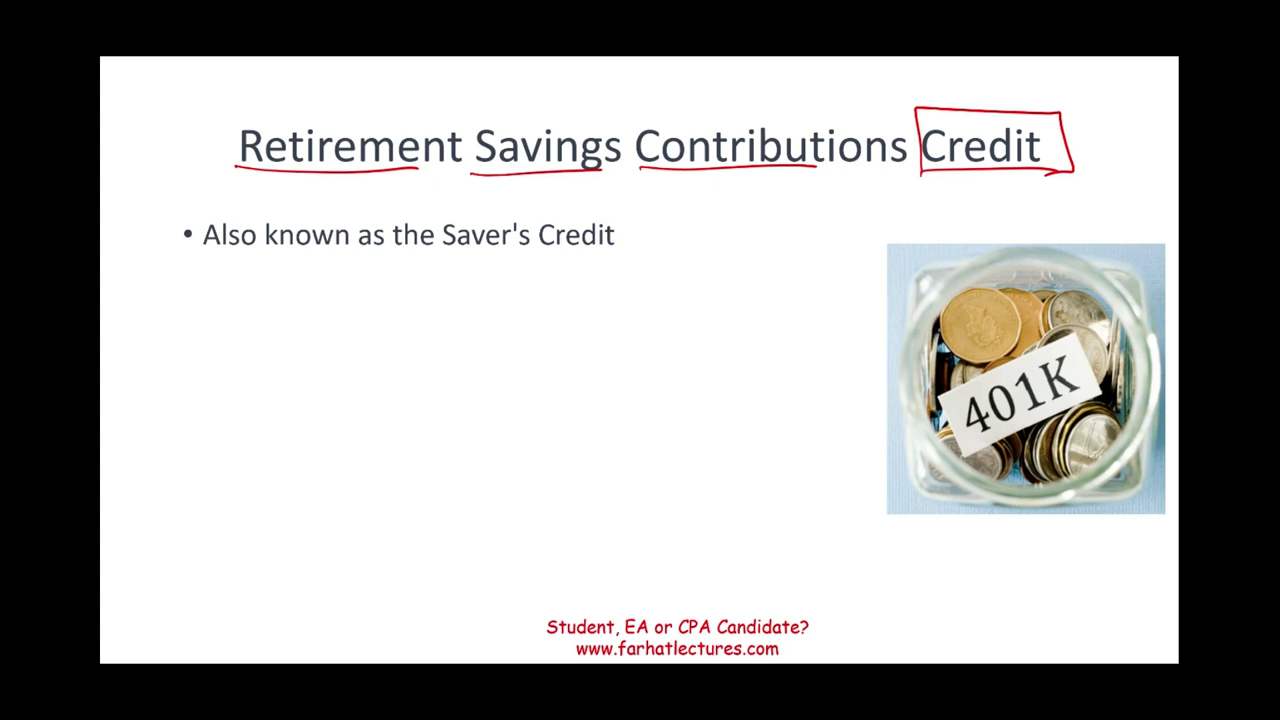 Retirement Savings Contributions Credit
• Also known as the Saver's Credit
401K
Student, EA or CPA Candidate?
www.farhatlectures.com